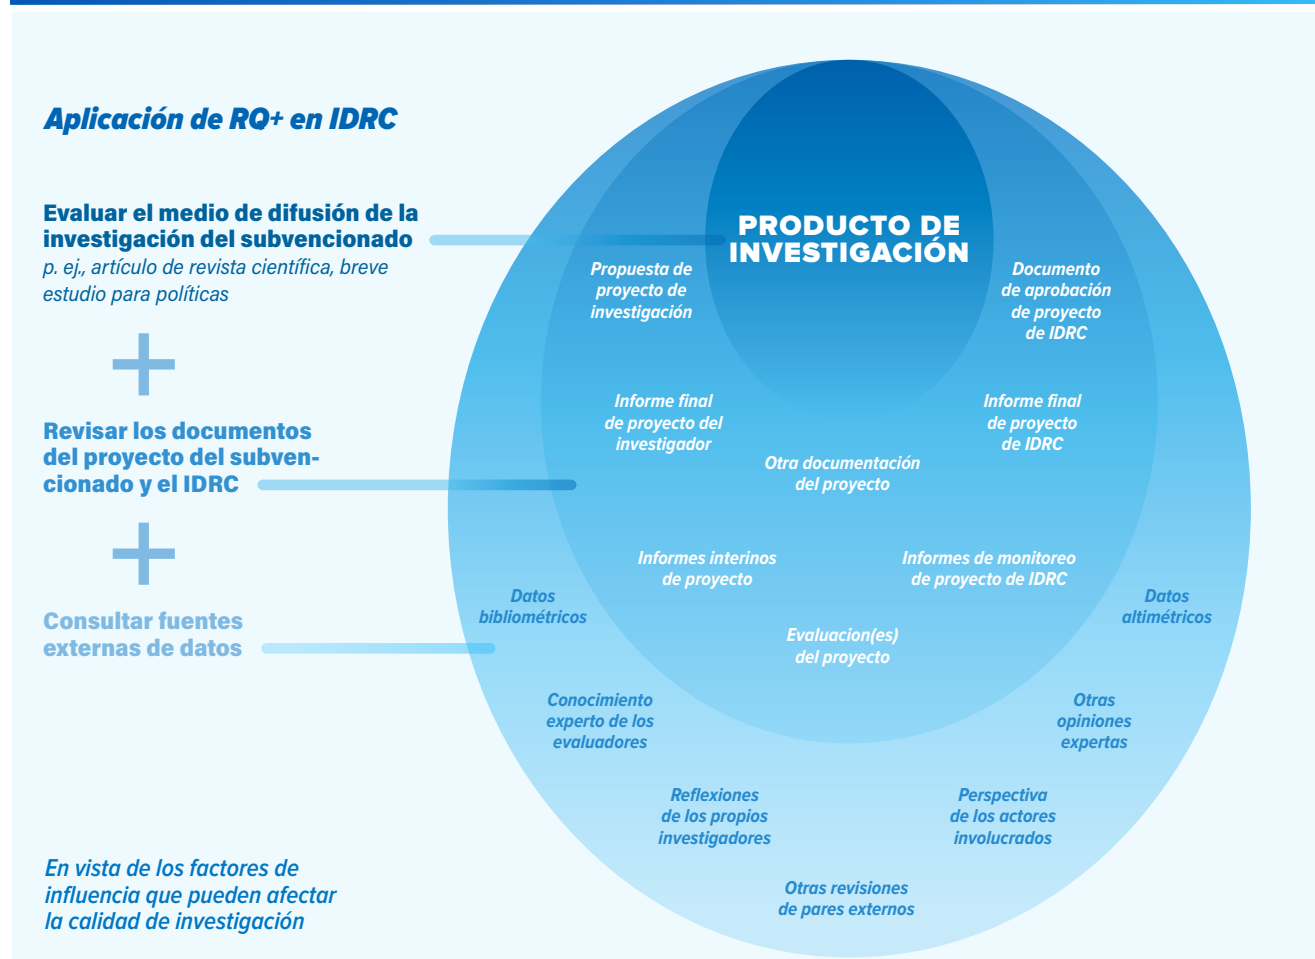 Aplicación de RQ+ en IDRC
Evaluar el medio de difusión de la
investigación del subvencionado
p. ej., artículo de revista científica, breve
estudio para políticas
+
Revisar los documentos
del proyecto del subven-
cionado y el IDRC
+
Consultar fuentes
externas de datos
En vista de los factores de
influencia que pueden afectar
la calidad de investigación
PRODUCTO DE
INVESTIGACIÓN
Propuesta de
proyecto de
investigación
Documento
de aprobación
de proyecto
de IDRC
Informe final
de proyecto del
investigador
Informe final
de proyecto
de IDRC
Otra documentación
del proyecto
Informes interinos
de proyecto
Informes de monitoreo
de proyecto de IDRC
Evaluacion(es)
del proyecto
Datos
bibliométricos
Datos
altimétricos
Conocimiento
experto de los
evaluadores
Otras
opiniones
expertas
Reflexiones
de los propios
investigadores
Perspectiva
de los actores
involucrados
Otras revisiones
de pares externos